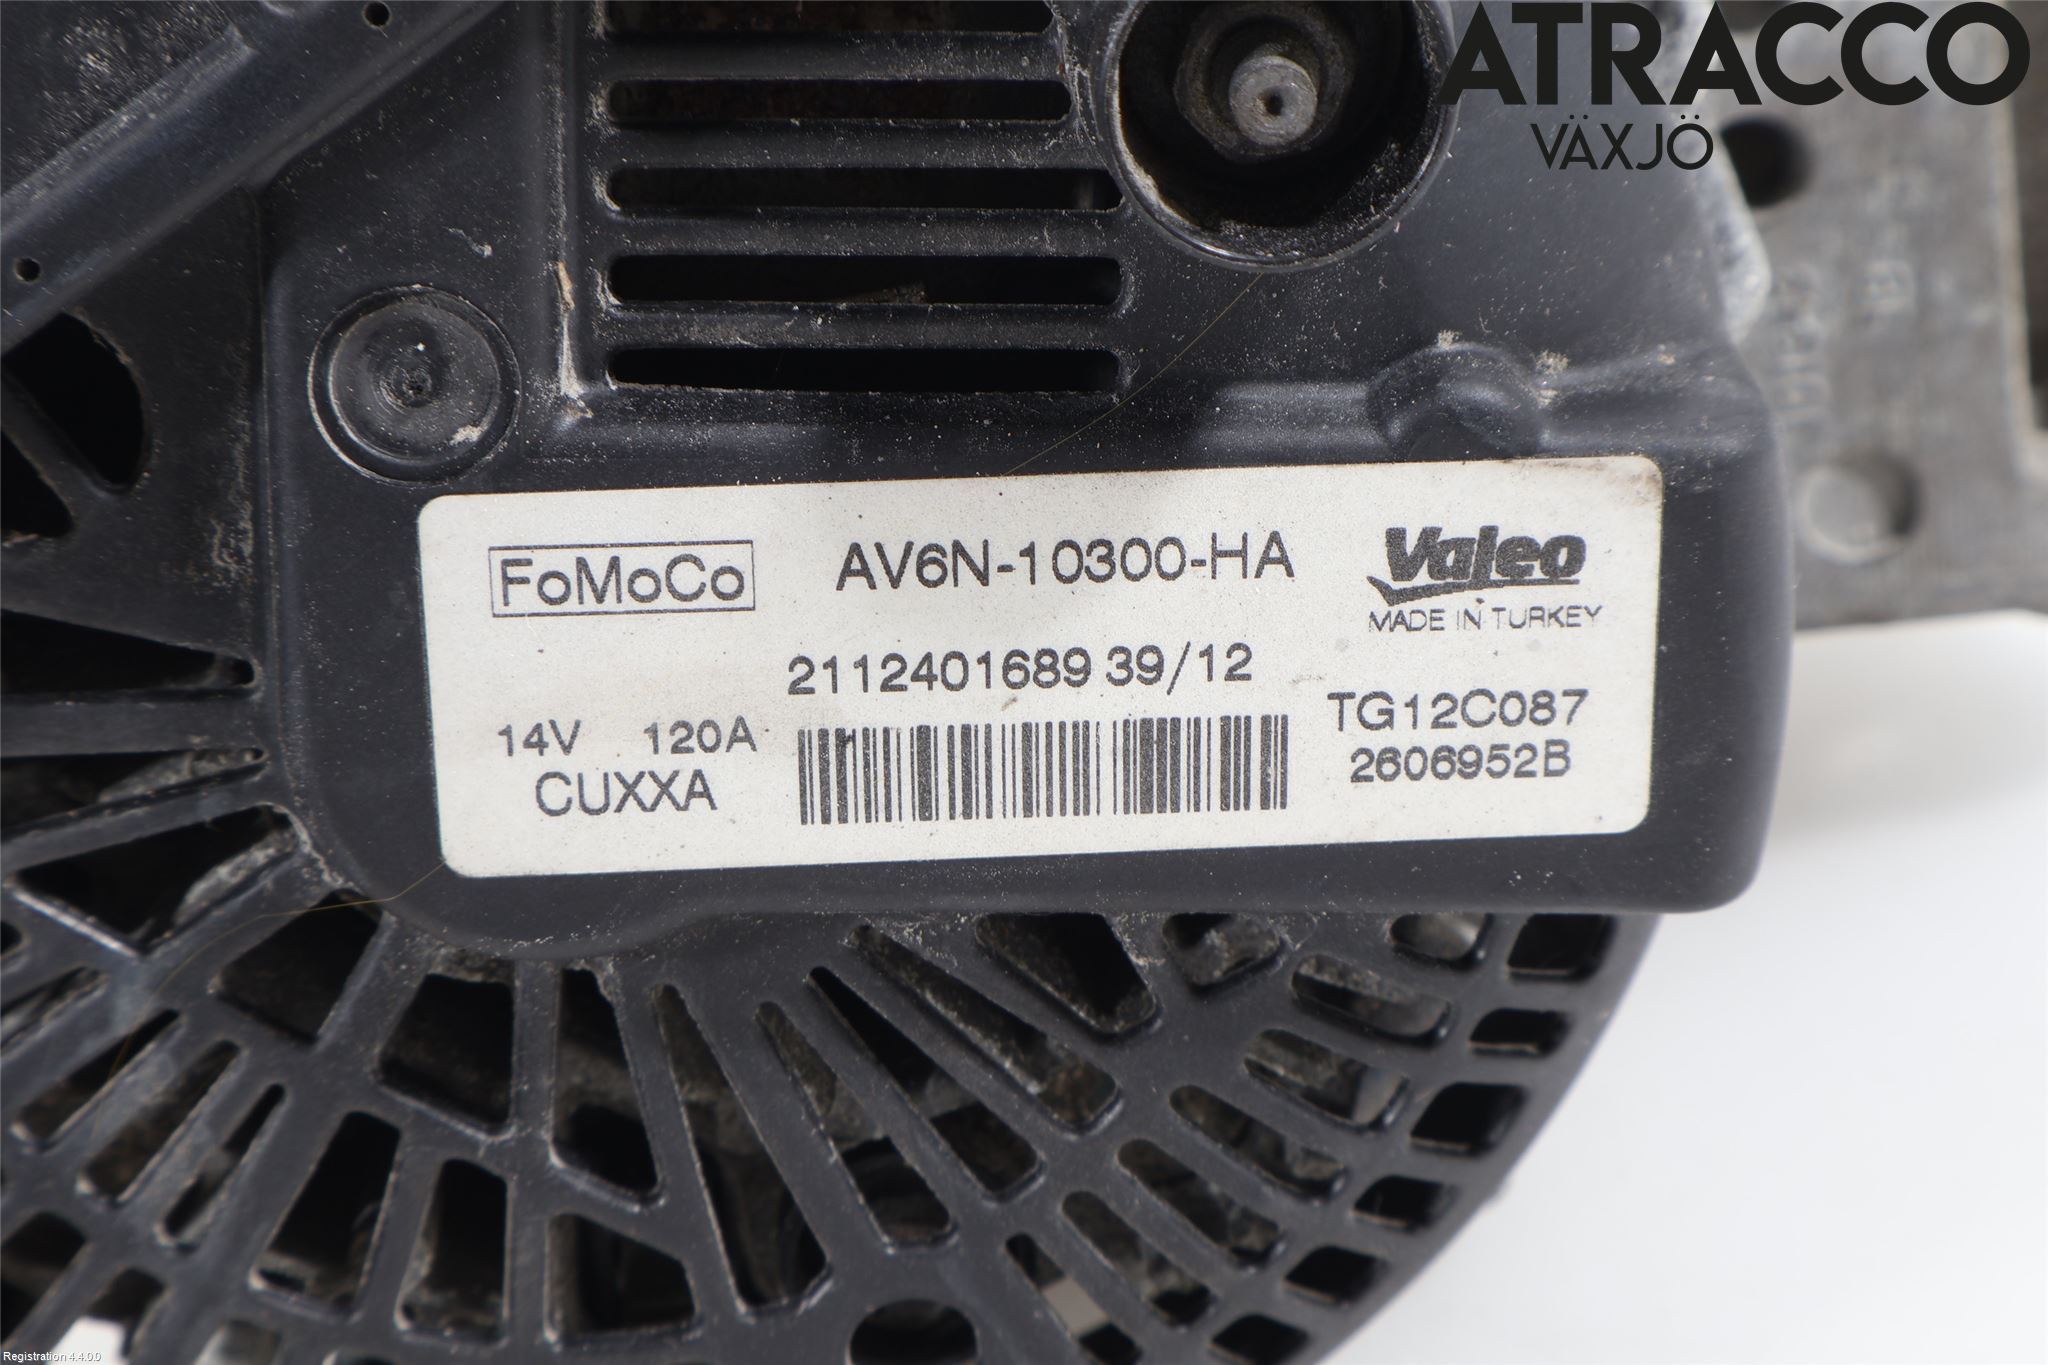 ATRACCO
VÄXJÖ
FoMoCo AV6N-10300-HA Valeo
MADE IN TURKEY
2112401689 39/12
14V 120A TG12C087
CUXXA 2606952B
Registration 4.4.0.0